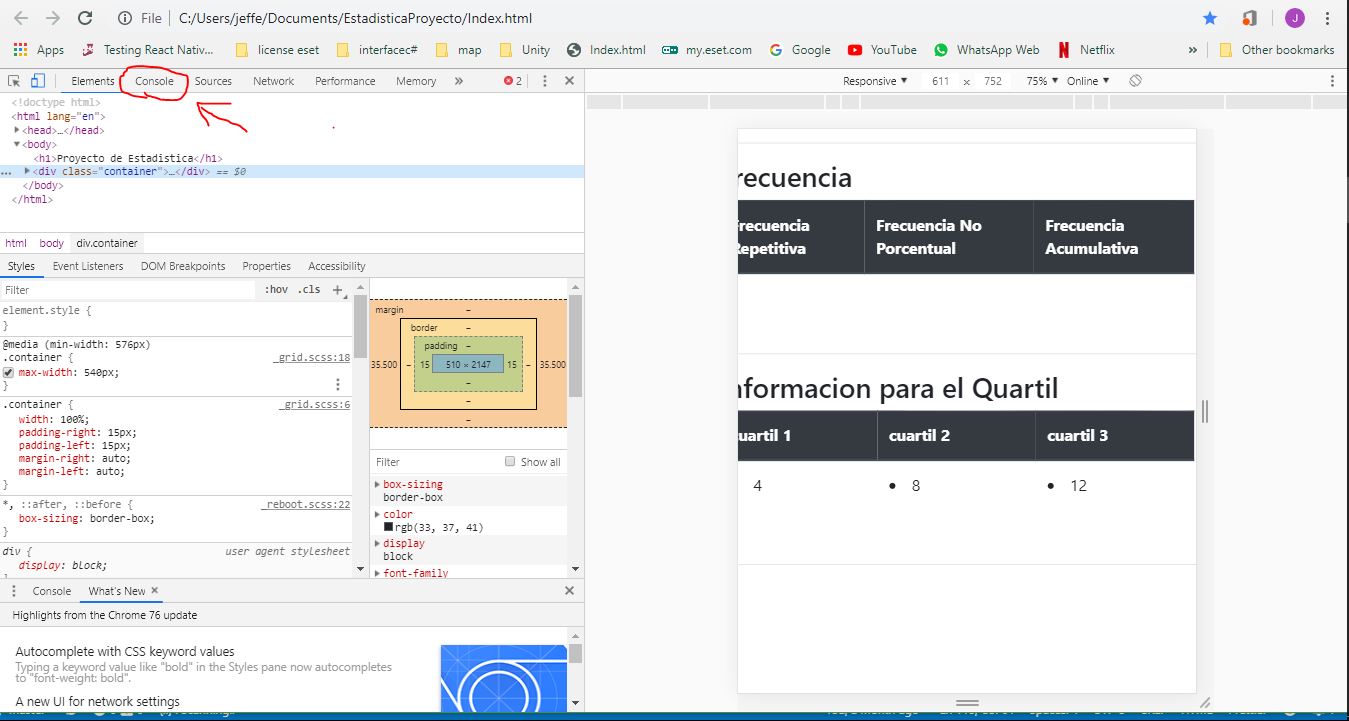 File C:/Users/jeffe/Documents/EstadisticaProyecto/Index.html J
Apps Testing React Nativ... license eset interfacec# map Unity Index.html my.eset.com Google YouTube WhatsApp Web Netflix » Other bookmarks
Elements Console Sources Network Performance Memory » 2
Responsive 611 x 752 75% Online
<!doctype html>
<html lang="en">
<head>…</head>
<body>
<h1>Proyecto de Estadistica</h1>
... <div class="container">…</div> == $0
</body>
</html>
html body div.container
Styles Event Listeners DOM Breakpoints Properties Accessibility
Filter :hov .cls +
element.style {
}
@media (min-width: 576px)
.container { _grid.scss:18
max-width: 540px;
}
.container { _grid.scss:6
width: 100%;
padding-right: 15px;
padding-left: 15px;
margin-right: auto;
margin-left: auto;
}
*, ::after, ::before { _reboot.scss:22
box-sizing: border-box;
}
div { user agent stylesheet
display: block;
margin –
border –
padding –
35.500 – 15 510 × 2147 15 – 35.500
–
–
–
Filter Show all
box-sizing
border-box
color
rgb(33, 37, 41)
display
block
font-family
Console What's New
Highlights from the Chrome 76 update
Autocomplete with CSS keyword values
Typing a keyword value like "bold" in the Styles pane now autocompletes
to "font-weight: bold".
A new UI for network settings
recuencia
Frecuencia Repetitiva
Frecuencia No Porcentual
Frecuencia Acumulativa
nformacion para el Quartil
uartil 1 cuartil 2 cuartil 3
4 • 8 • 12